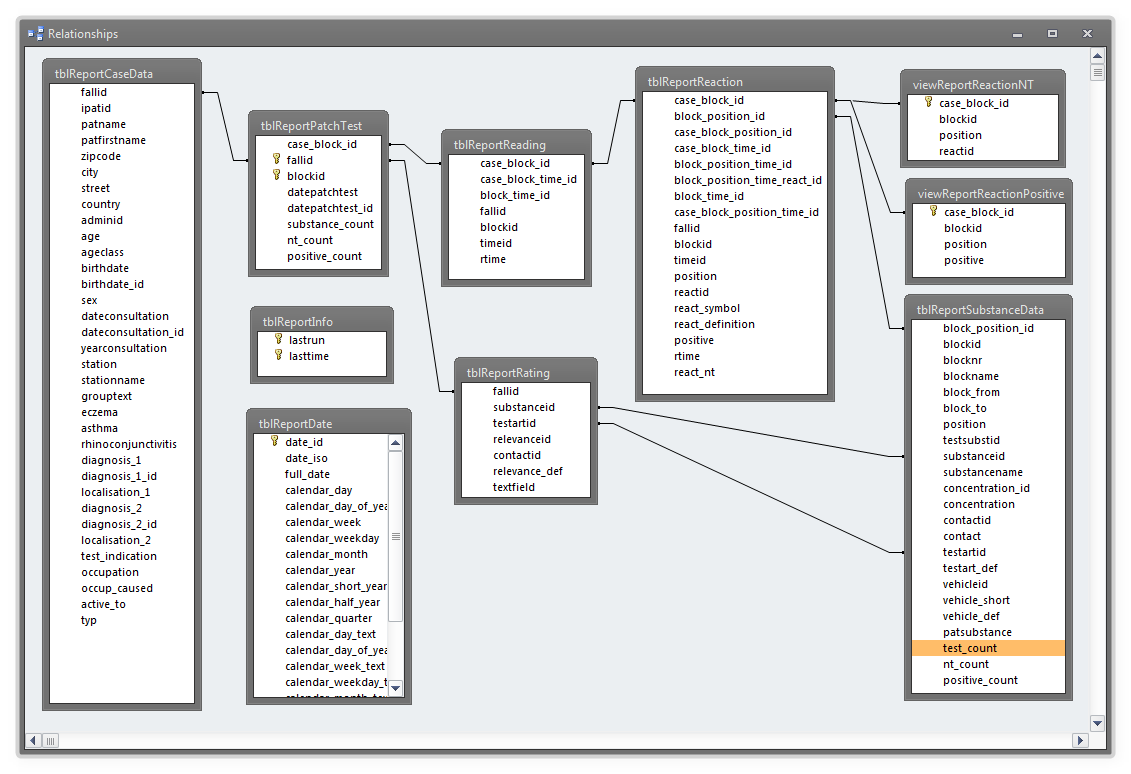 Relationships
tblReportCaseData
fallid
ipatid
patname
patfirstname
zipcode
city
street
country
adminid
age
ageclass
birthdate
birthdate_id
sex
dateconsultation
dateconsultation_id
yearconsultation
station
stationname
grouptext
eczema
asthma
rhinoconjunctivitis
diagnosis_1
diagnosis_1_id
localisation_1
diagnosis_2
diagnosis_2_id
localisation_2
test_indication
occupation
occup_caused
active_to
typ
tblReportPatchTest
case_block_id
fallid
blockid
datepatchtest
datepatchtest_id
substance_count
nt_count
positive_count
tblReportInfo
lastrun
lasttime
tblReportDate
date_id
date_iso
full_date
calendar_day
calendar_day_of_yea
calendar_week
calendar_weekday
calendar_month
calendar_year
calendar_short_year
calendar_half_year
calendar_quarter
calendar_day_text
calendar_day_of_yea
calendar_week_text
calendar_weekday_t
tblReportReading
case_block_id
case_block_time_id
block_time_id
fallid
blockid
timeid
rtime
tblReportRating
fallid
substanceid
testartid
relevanceid
contactid
relevance_def
textfield
tblReportReaction
case_block_id
block_position_id
case_block_position_id
case_block_time_id
block_position_time_id
block_position_time_react_id
block_time_id
case_block_position_time_id
fallid
blockid
timeid
position
reactid
react_symbol
react_definition
positive
rtime
react_nt
viewReportReactionNT
case_block_id
blockid
position
reactid
viewReportReactionPositive
case_block_id
blockid
position
positive
tblReportSubstanceData
block_position_id
blockid
blocknr
blockname
block_from
block_to
position
testsubstid
substanceid
substancename
concentration_id
concentration
contactid
contact
testartid
testart_def
vehicleid
vehicle_short
vehicle_def
patsubstance
test_count
nt_count
positive_count